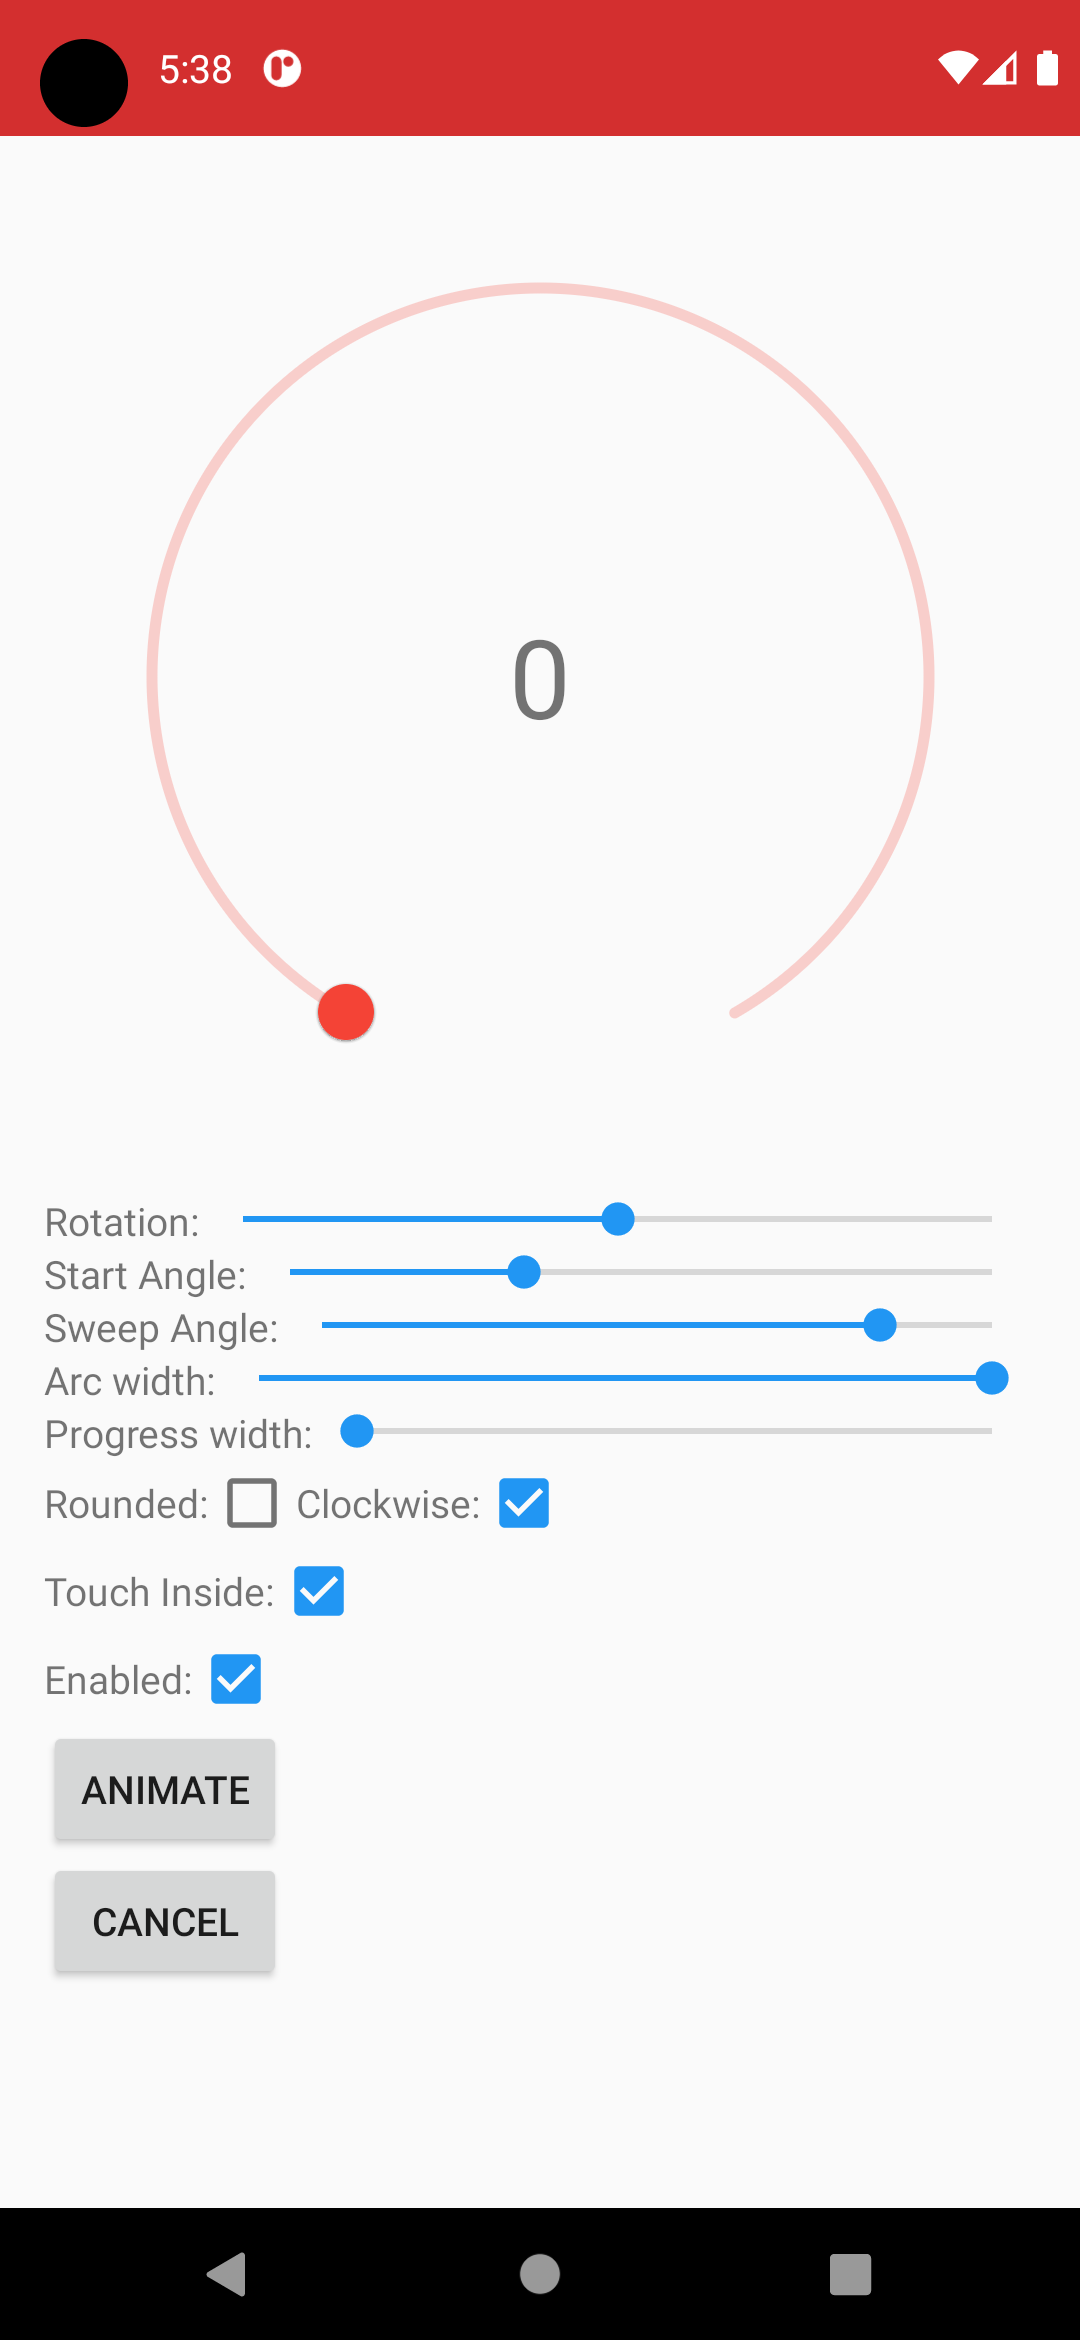 5:38
0
Rotation:
Start Angle:
Sweep Angle:
Arc width:
Progress width:
Rounded: Clockwise:
Touch Inside:
Enabled:
ANIMATE
CANCEL